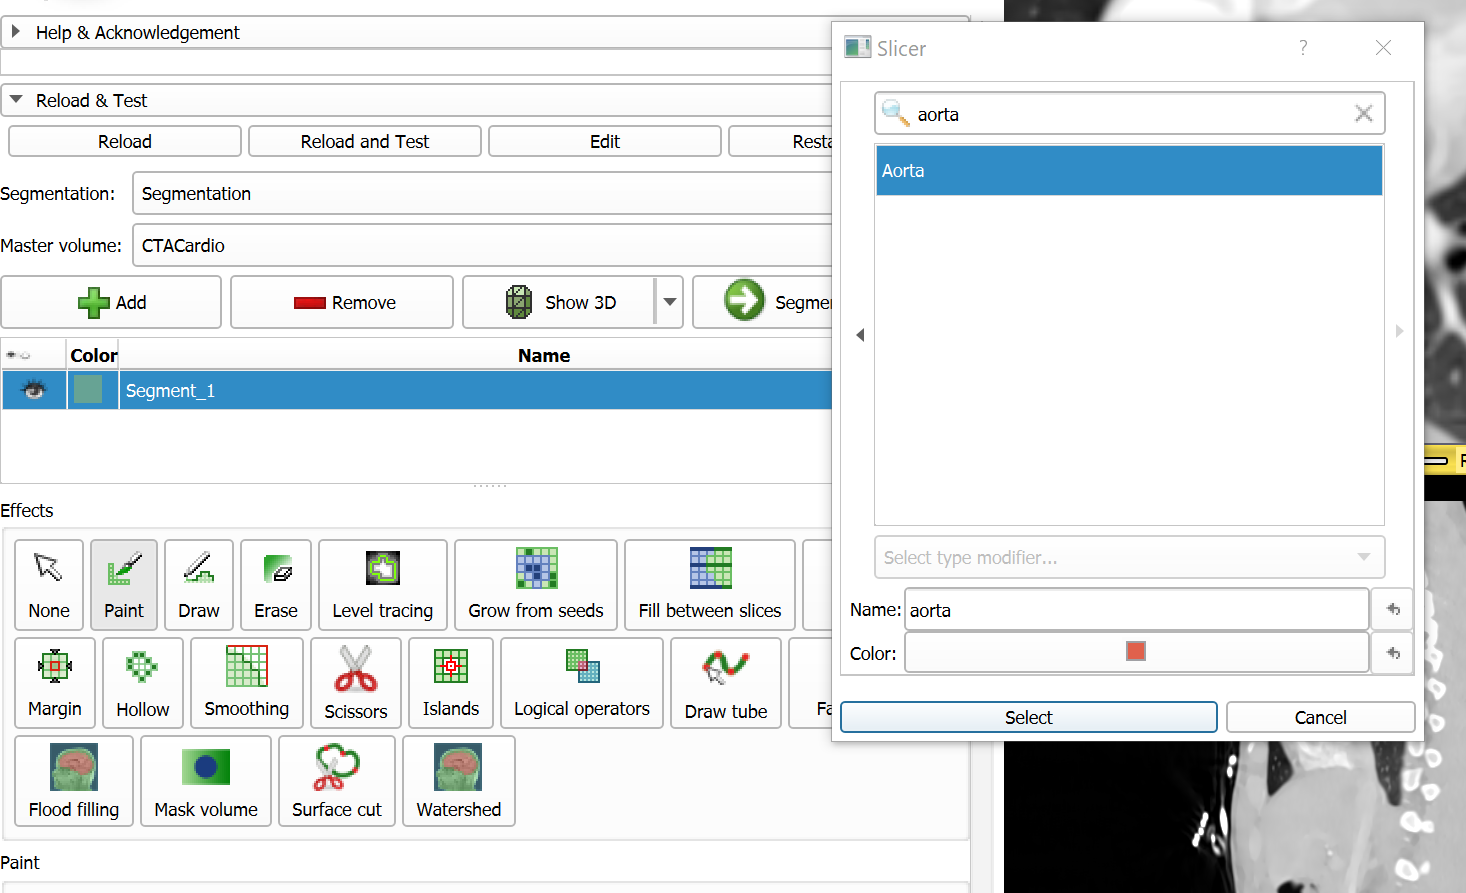 Help & Acknowledgement
Reload & Test
Reload
Reload and Test
Edit
Resta
Segmentation:
Segmentation
Master volume:
CTACardio
Add
Remove
Show 3D
Segme
Color
Name
Segment_1
Effects
None
Paint
Draw
Erase
Level tracing
Grow from seeds
Fill between slices
Margin
Hollow
Smoothing
Scissors
Islands
Logical operators
Draw tube
Fa
Flood filling
Mask volume
Surface cut
Watershed
Paint
Slicer
?
aorta
Aorta
Select type modifier...
Name:
aorta
Color:
Select
Cancel